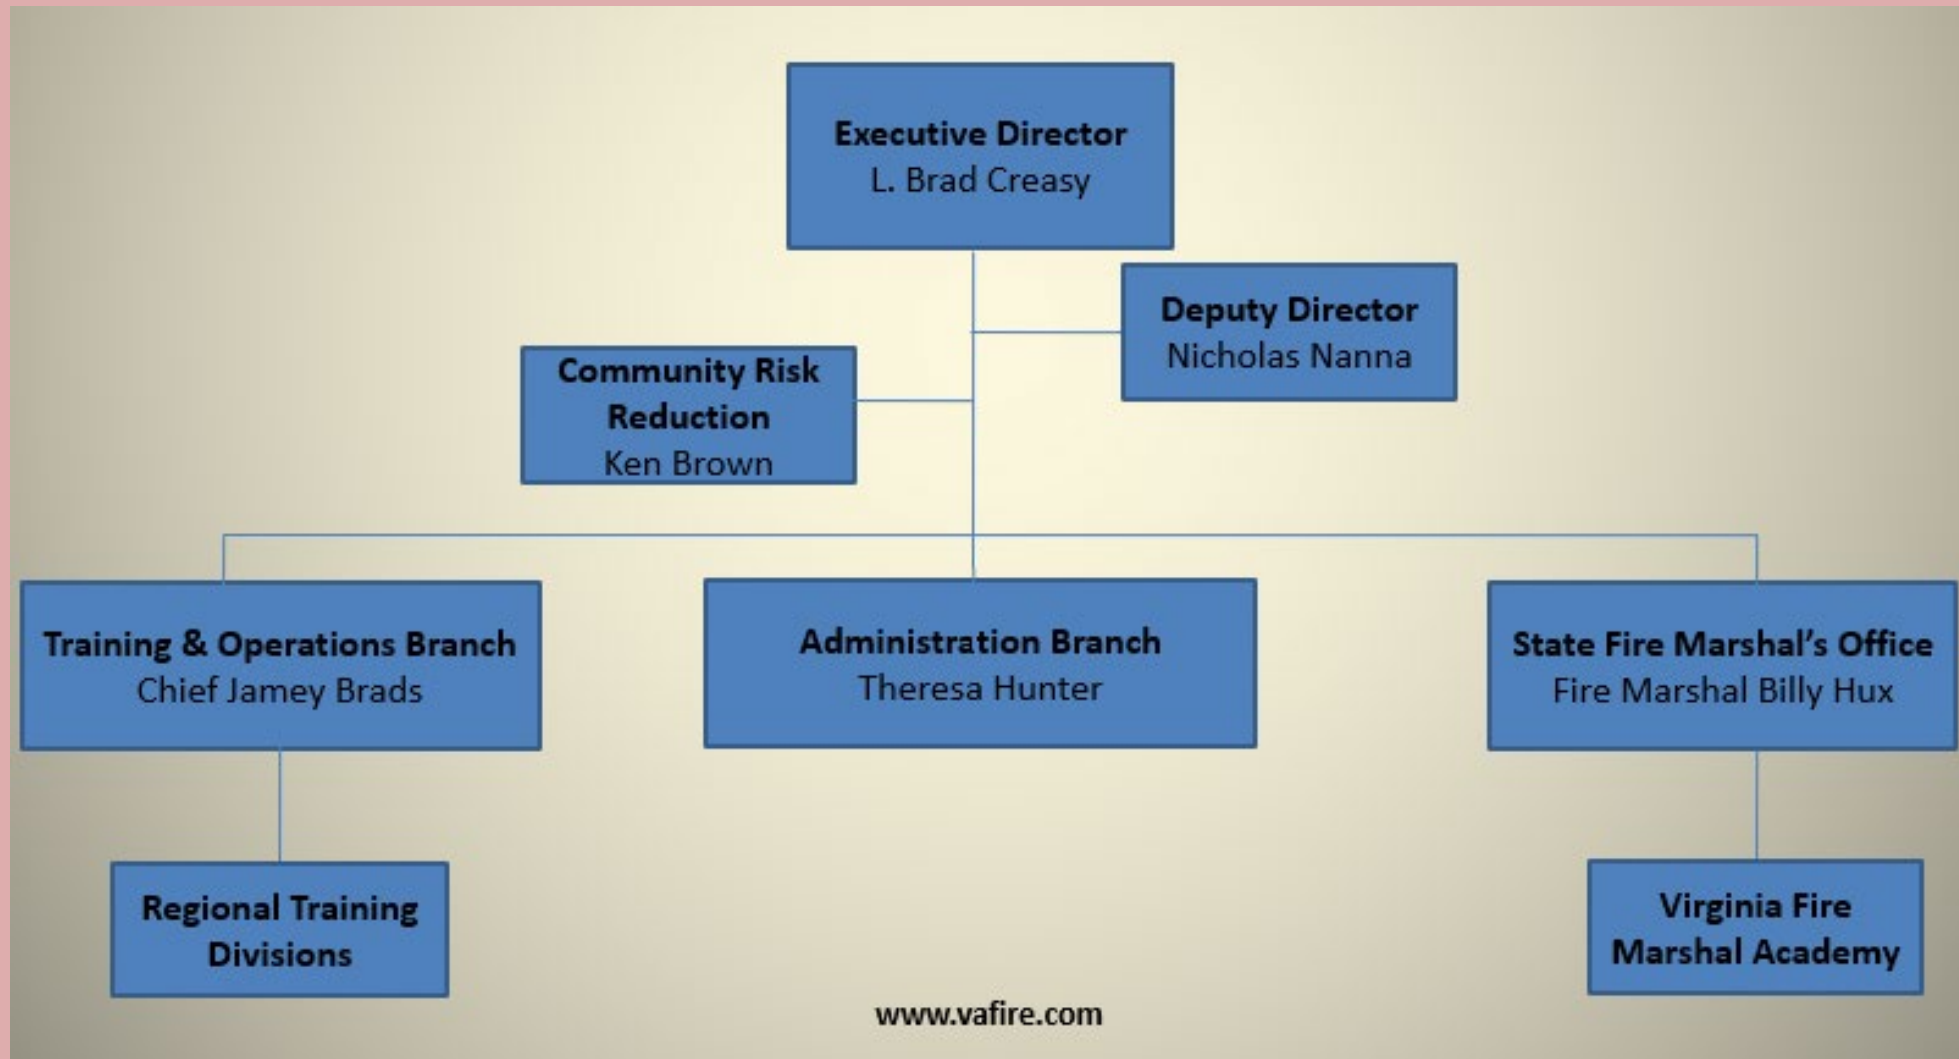 Executive Director
L. Brad Creasy
Deputy Director
Nicholas Nanna
Community Risk
Reduction
Ken Brown
Training & Operations Branch
Chief Jamey Brads
Administration Branch
Theresa Hunter
State Fire Marshal’s Office
Fire Marshal Billy Hux
Regional Training
Divisions
Virginia Fire
Marshal Academy
www.vafire.com